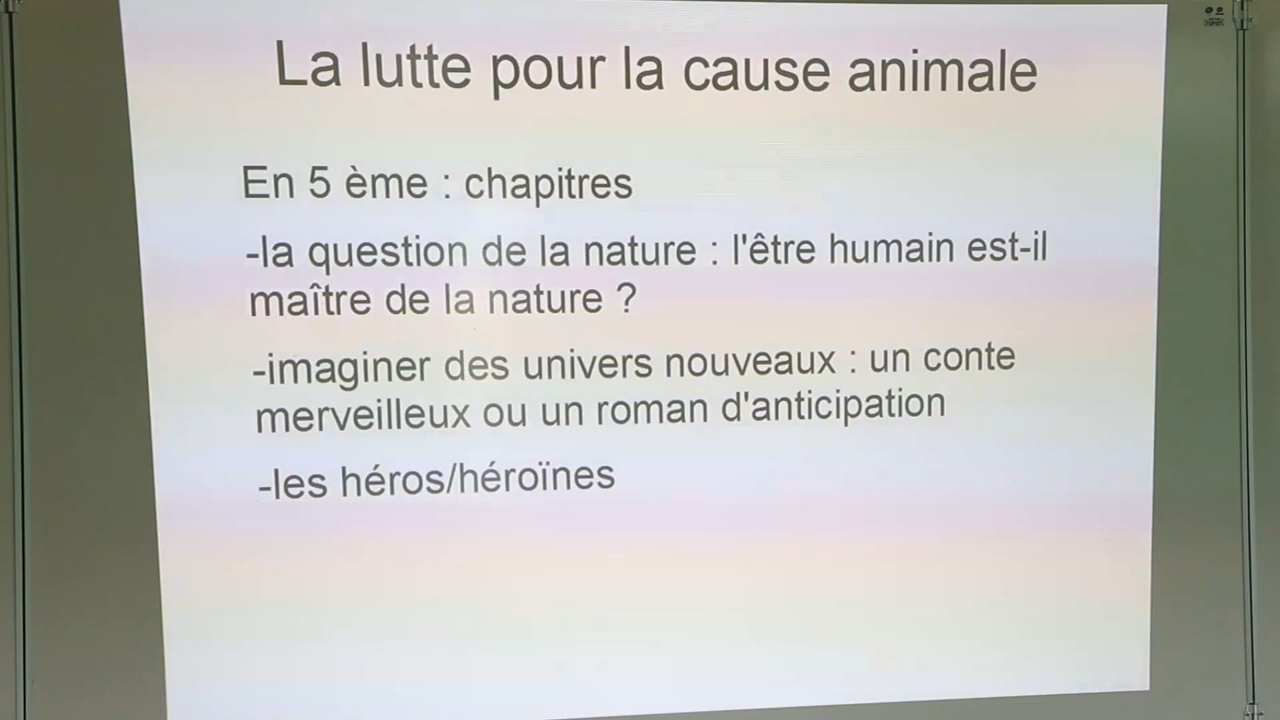 La lutte pour la cause animale
En 5 ème : chapitres
-la question de la nature : l'être humain est-il
maître de la nature ?
-imaginer des univers nouveaux : un conte
merveilleux ou un roman d'anticipation
-les héros/héroïnes